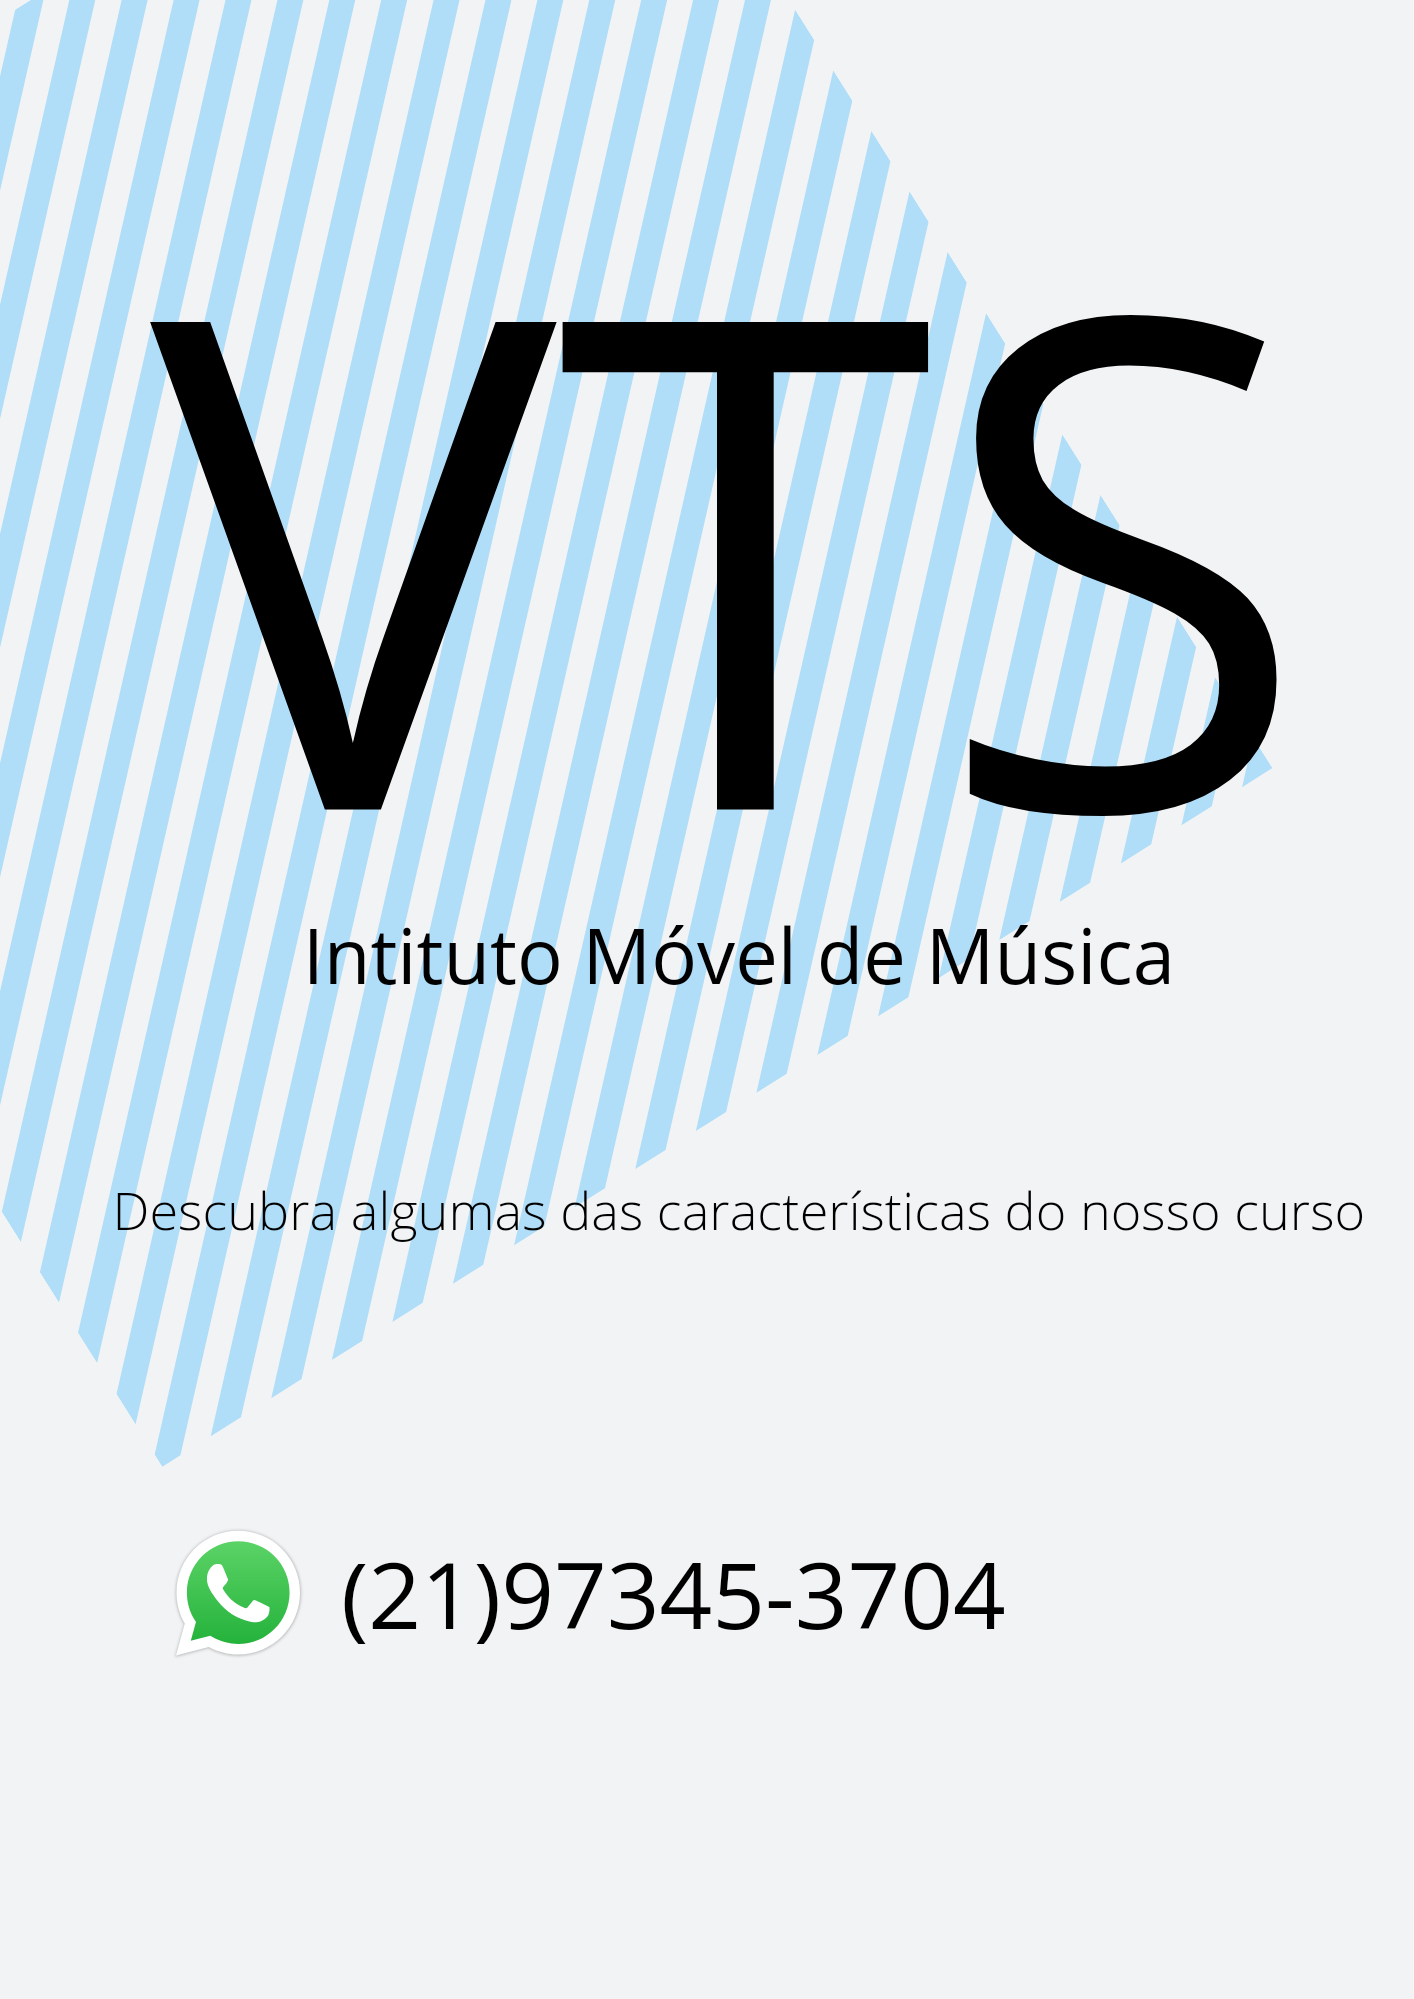 VTS
Intituto Móvel de Música
Descubra algumas das características do nosso curso
(21)97345-3704